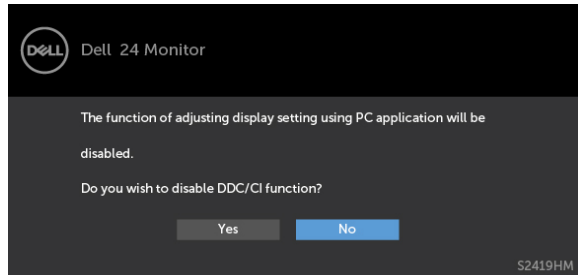 DELL
Dell 24 Monitor
The function of adjusting display setting using PC application will be
disabled.
Do you wish to disable DDC/CI function?
Yes No
S2419HM